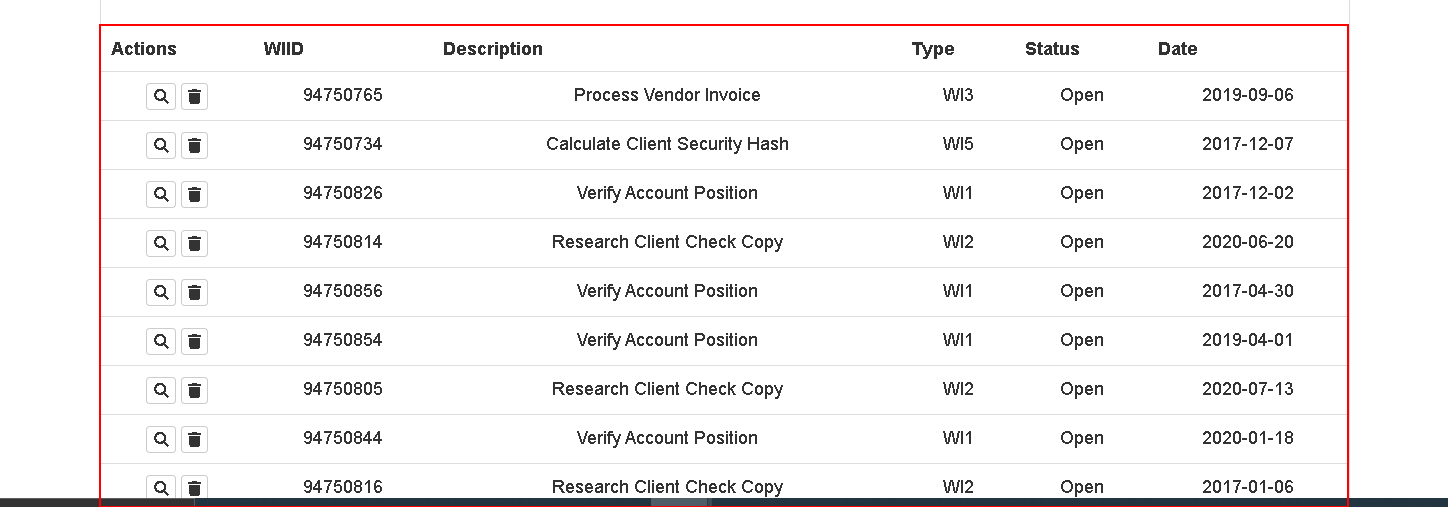 Actions WIID Description Type Status Date
94750765 Process Vendor Invoice WI3 Open 2019-09-06
94750734 Calculate Client Security Hash WI5 Open 2017-12-07
94750826 Verify Account Position WI1 Open 2017-12-02
94750814 Research Client Check Copy WI2 Open 2020-06-20
94750856 Verify Account Position WI1 Open 2017-04-30
94750854 Verify Account Position WI1 Open 2019-04-01
94750805 Research Client Check Copy WI2 Open 2020-07-13
94750844 Verify Account Position WI1 Open 2020-01-18
94750816 Research Client Check Copy WI2 Open 2017-01-06